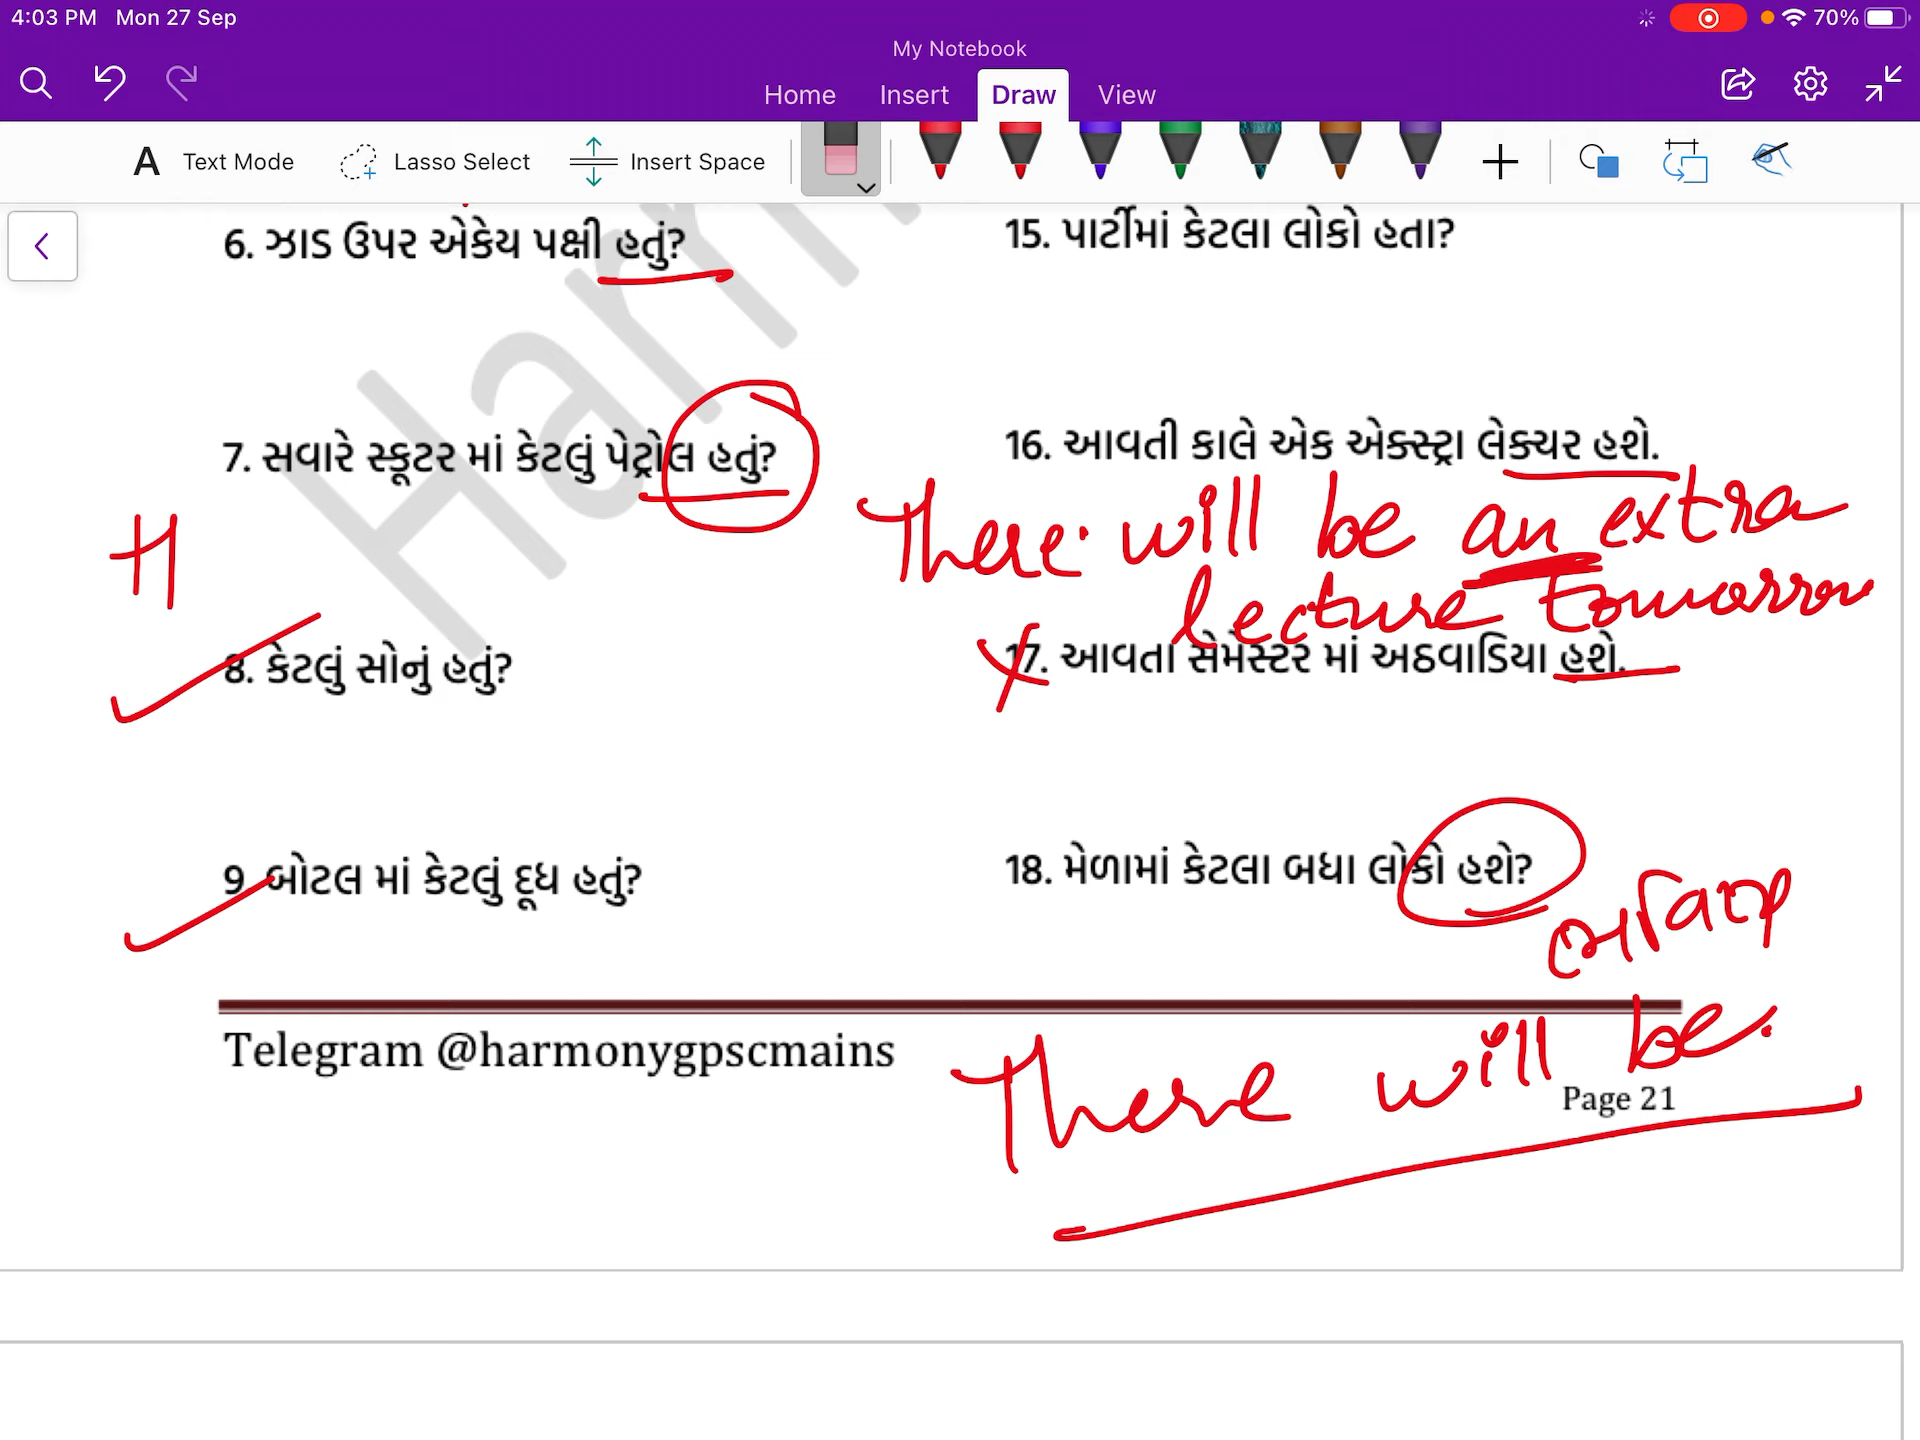 4:03 PM Mon 27 Sep
70%
My Notebook
Home Insert Draw View
A Text Mode Lasso Select Insert Space
6. ઝાડ ઉપર એકેય પક્ષી હતું?
7. સવારે સ્કૂટર માં કેટલું પેટ્રોલ હતું?
H
8. કેટલું સોનું હતું?
9. બોટલ માં કેટલું દૂધ હતું?
15. પાર્ટીમાં કેટલા લોકો હતા?
16. આવતી કાલે એક એક્સ્ટ્રા લેક્ચર હશે.
There will be an extra
lecture tomorrow
17. આવતા સેમેસ્ટર માં અઠવાડિયા હશે.
18. મેળામાં કેટલા બધા લોકો હશે?
There will be.
Telegram @harmonygpscmains
Page 21
Harm